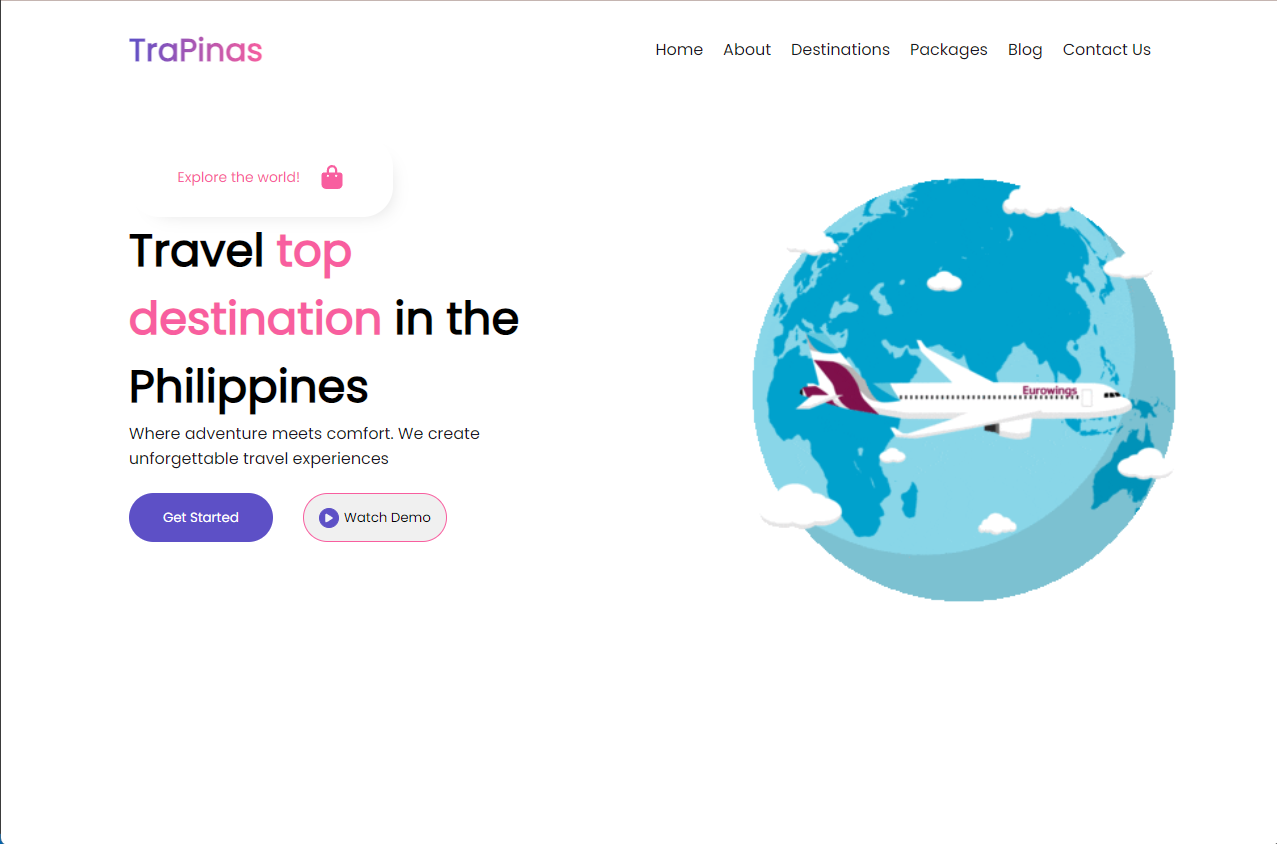 TraPinas
Home About Destinations Packages Blog Contact Us
Explore the world!
Travel top
destination in the
Philippines
Where adventure meets comfort. We create
unforgettable travel experiences
Get Started
Watch Demo
Eurowings